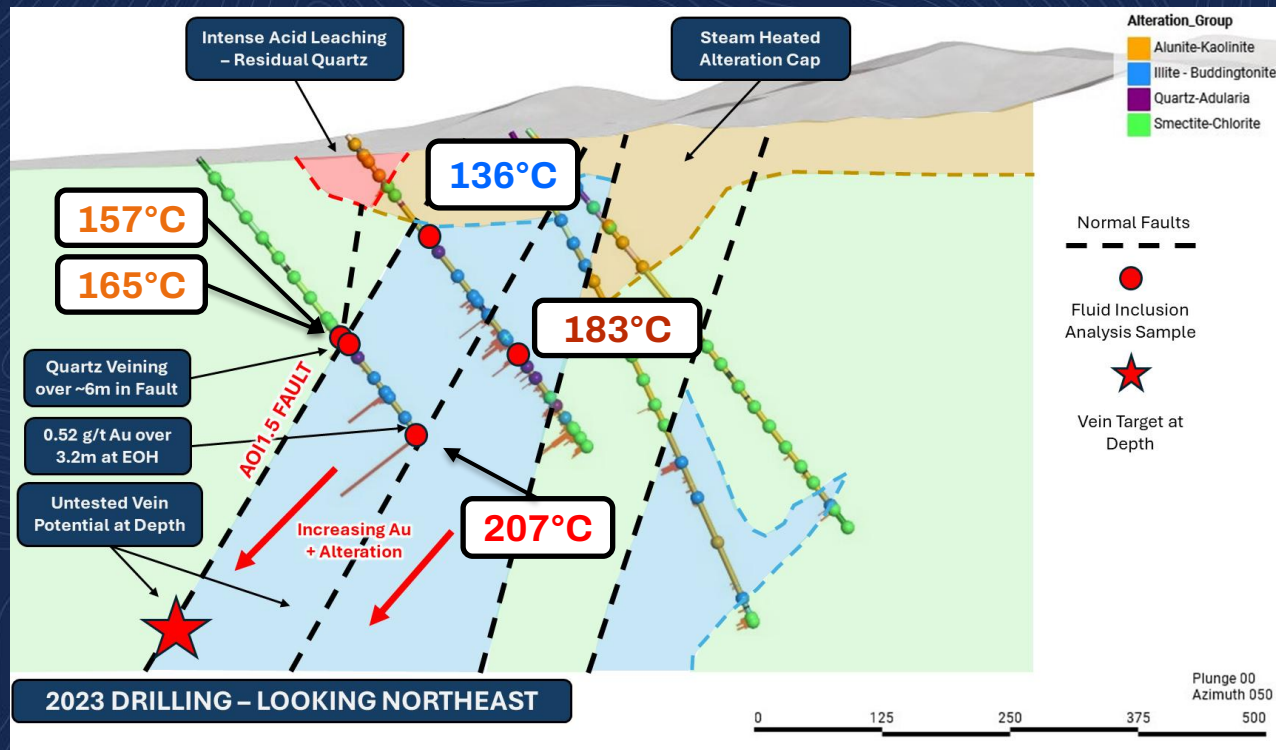 Intense Acid Leaching
– Residual Quartz
Steam Heated
Alteration Cap
Alteration_Group
Alunite-Kaolinite
Illite - Buddingtonite
Quartz-Adularia
Smectite-Chlorite
136°C
157°C
165°C
183°C
Normal Faults
Fluid Inclusion
Analysis Sample
Vein Target at
Depth
Quartz Veining
over ~6m in Fault
AOI1.5 FAULT
0.52 g/t Au over
3.2m at EOH
Untested Vein
Potential at Depth
Increasing Au
+ Alteration
207°C
2023 DRILLING – LOOKING NORTHEAST
Plunge 00
Azimuth 050
0 125 250 375 500